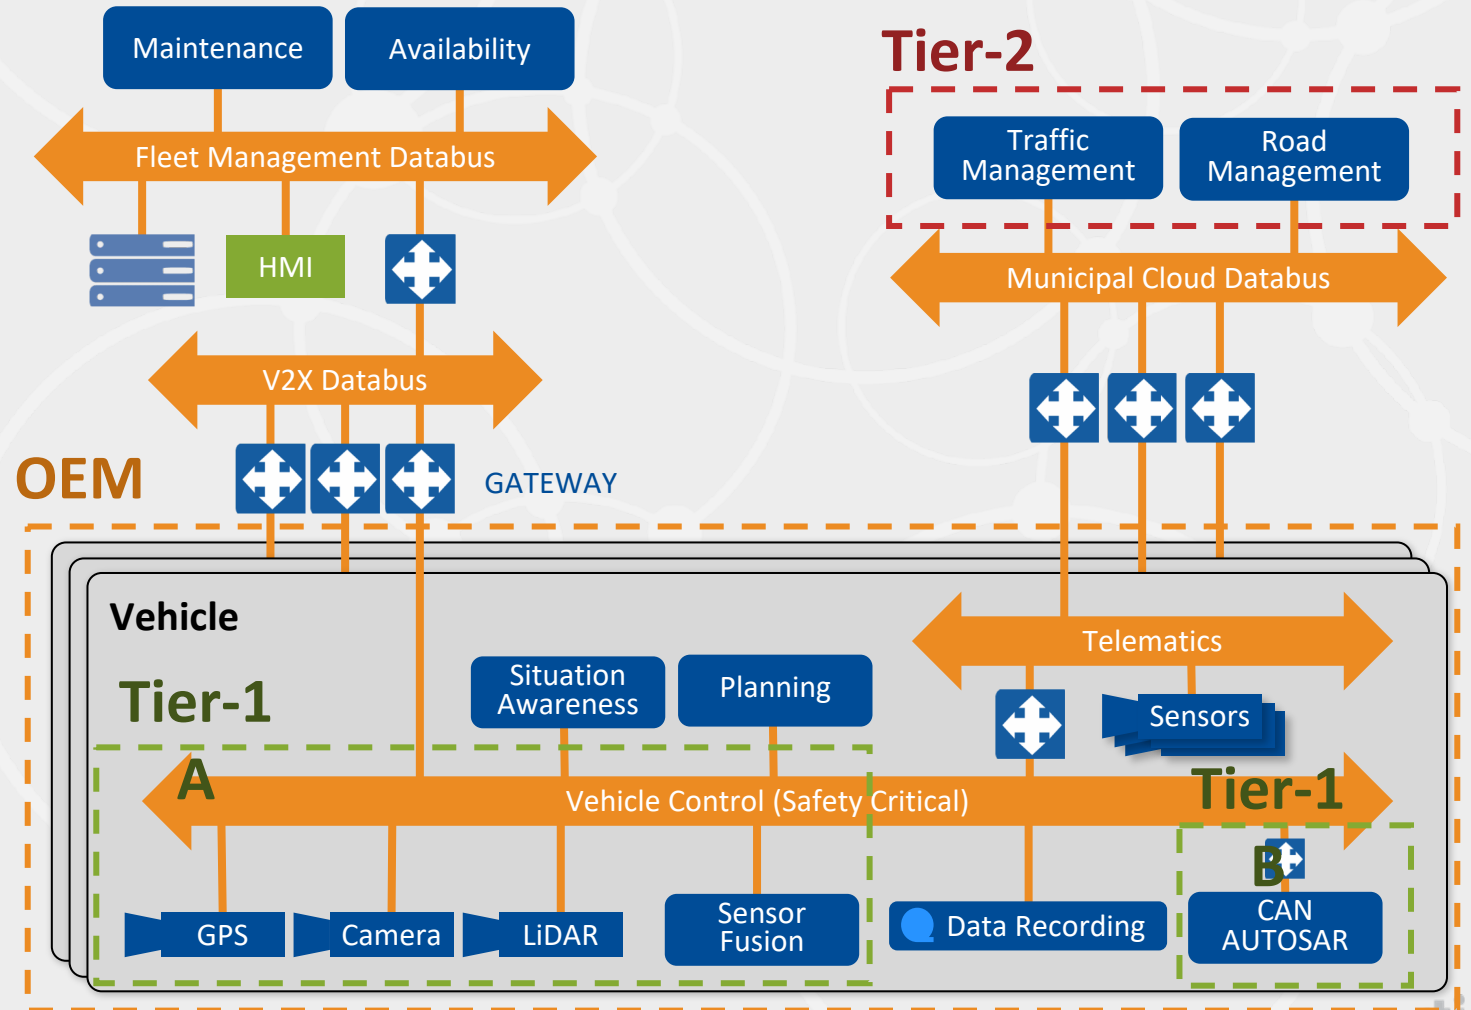 Maintenance
Availability
Tier-2
Fleet Management Databus
Traffic
Management
Road
Management
HMI
Municipal Cloud Databus
V2X Databus
OEM
GATEWAY
Vehicle
Telematics
Tier-1
Situation
Awareness
Planning
Sensors
A
Vehicle Control (Safety Critical)
Tier-1
B
GPS
Camera
LiDAR
Sensor
Fusion
Data Recording
CAN
AUTOSAR